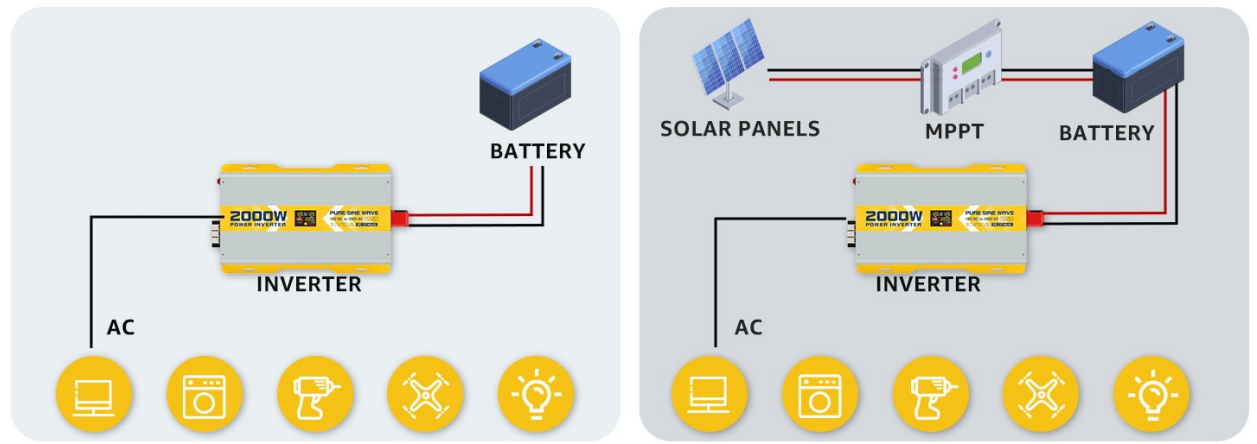 BATTERY
2000W
POWER INVERTER
PURE SINE WAVE
INVERTER
AC
SOLAR PANELS
MPPT
BATTERY
2000W
POWER INVERTER
PURE SINE WAVE
INVERTER
AC